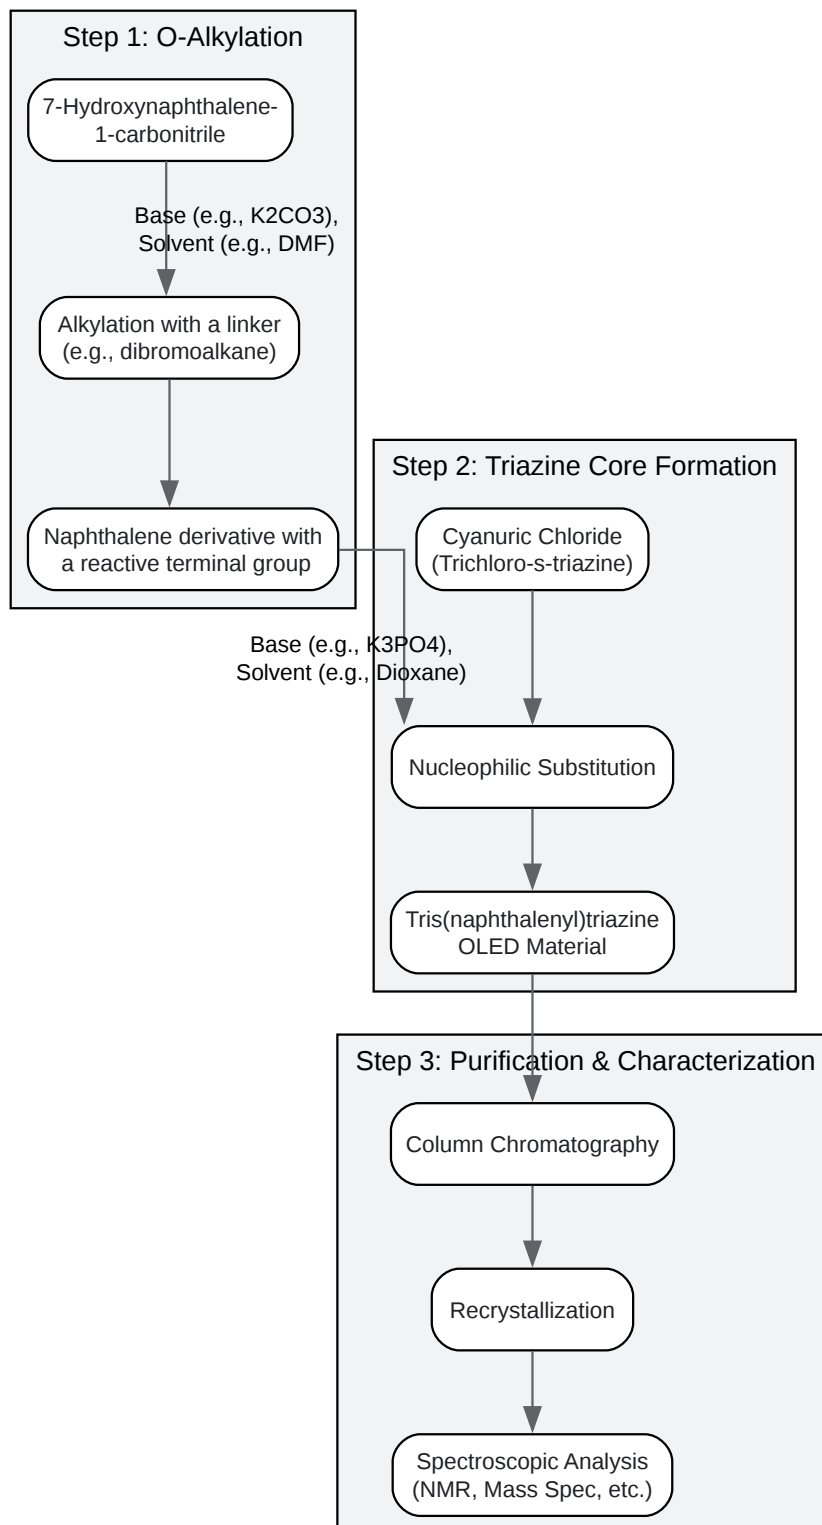 Step 1: O-Alkylation
7-Hydroxynaphthalene-
1-carbonitrile
Base (e.g., K2CO3),
Solvent (e.g., DMF)
Alkylation with a linker
(e.g., dibromoalkane)
Naphthalene derivative with
a reactive terminal group
Step 2: Triazine Core Formation
Cyanuric Chloride
(Trichloro-s-triazine)
Base (e.g., K3PO4),
Solvent (e.g., Dioxane)
Nucleophilic Substitution
Tris(naphthalenyl)triazine
OLED Material
Step 3: Purification & Characterization
Column Chromatography
Recrystallization
Spectroscopic Analysis
(NMR, Mass Spec, etc.)